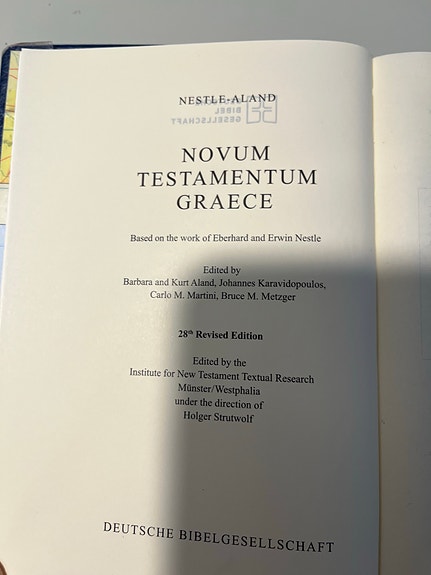 NESTLE-ALAND
NOVUM
TESTAMENTUM
GRAECE
Based on the work of Eberhard and Erwin Nestle
Edited by
Barbara and Kurt Aland, Johannes Karavidopoulos,
Carlo M. Martini, Bruce M. Metzger
28th Revised Edition
Edited by the
Institute for New Testament Textual Research
Münster/Westphalia
under the direction of
Holger Strutwolf
DEUTSCHE BIBELGESELLSCHAFT